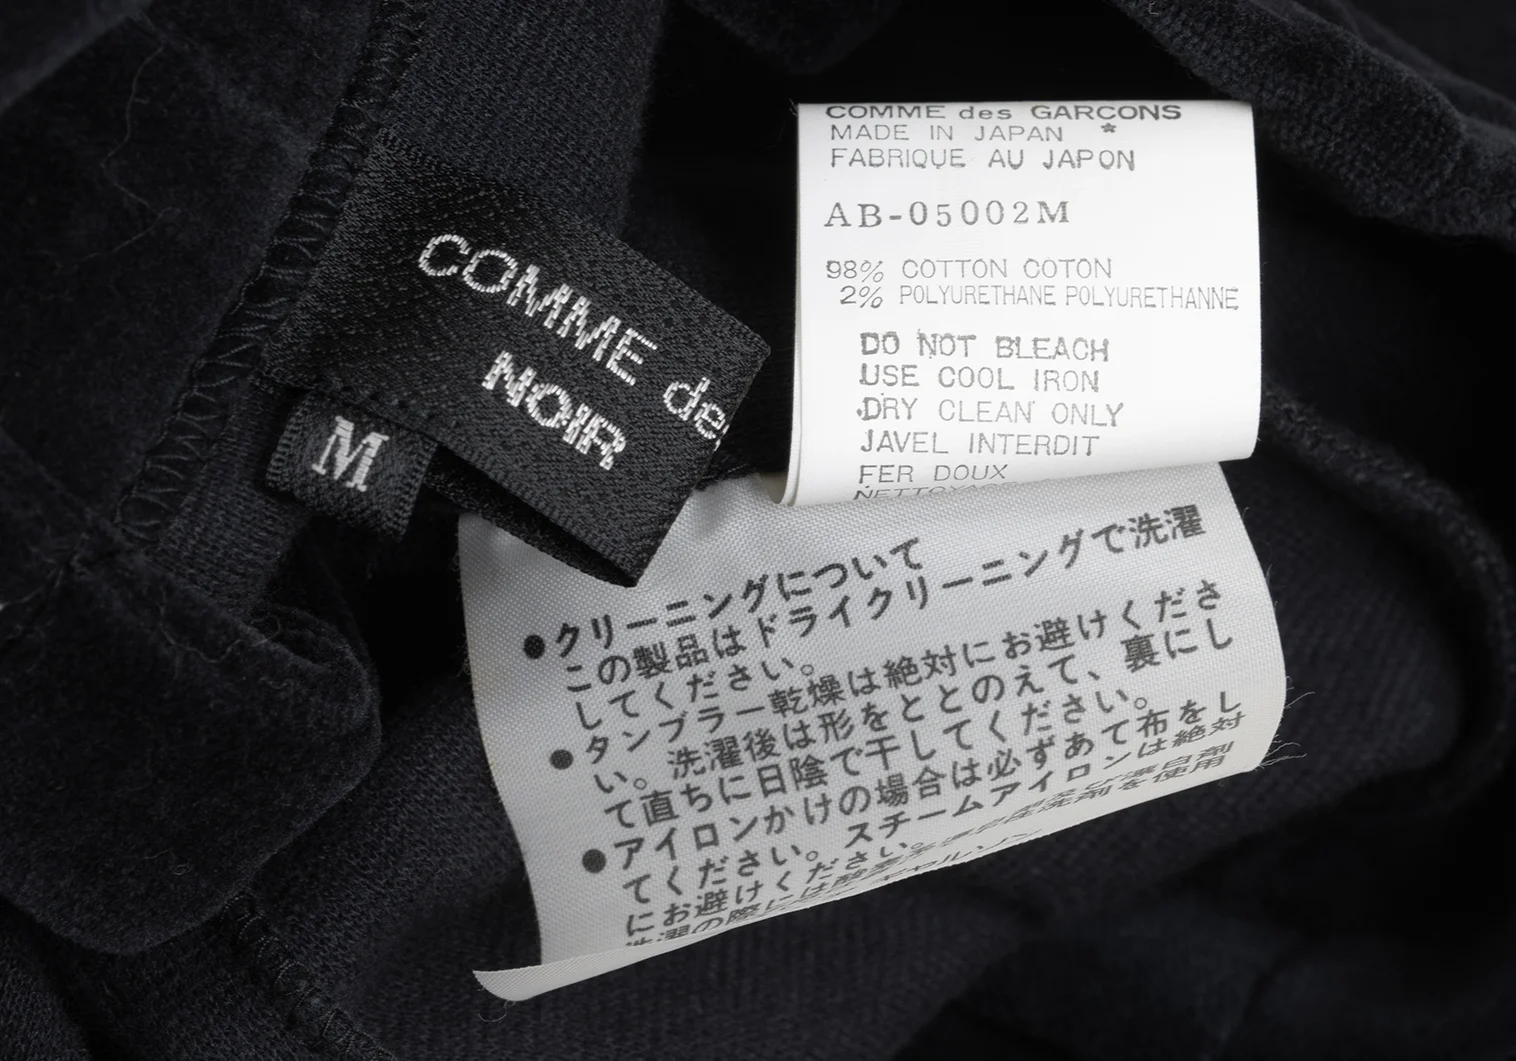 COMME des
NOIR
M
COMME des GARCONS
MADE IN JAPAN *
FABRIQUE AU JAPON
AB-05002M
98% COTTON COTON
2% POLYURETHANE POLYURETHANNE
DO NOT BLEACH
USE COOL IRON
DRY CLEAN ONLY
JAVEL INTERDIT
FER DOUX
●クリーニングについて
この製品はドライクリーニングで洗濯
してください。
●タンブラー乾燥は絶対にお避けくださ
い。洗濯後は形をととのえて、裏にし
て直ちに日陰で干してください。
●アイロンかけの場合は必ずあて布をし
てください。スチームアイロンは絶対
にお避けください。